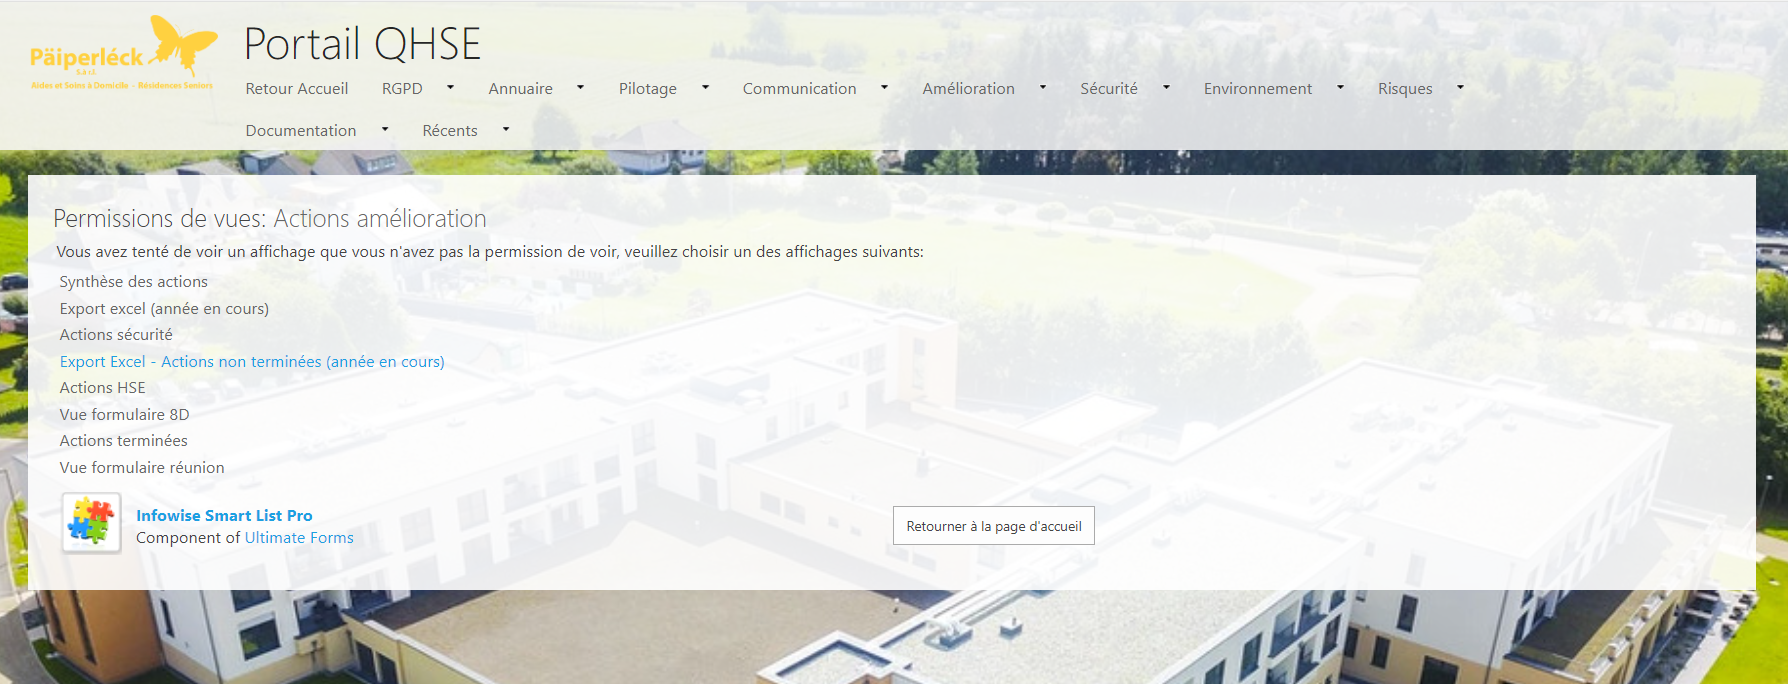 Päiperléck
S.à r.l.
Aides et Soins à Domicile - Résidences Seniors
Portail QHSE
Retour Accueil RGPD Annuaire Pilotage Communication Amélioration Sécurité Environnement Risques
Documentation Récents
Permissions de vues: Actions amélioration
Vous avez tenté de voir un affichage que vous n'avez pas la permission de voir, veuillez choisir un des affichages suivants:
Synthèse des actions
Export excel (année en cours)
Actions sécurité
Export Excel - Actions non terminées (année en cours)
Actions HSE
Vue formulaire 8D
Actions terminées
Vue formulaire réunion
Infowise Smart List Pro
Component of Ultimate Forms
Retourner à la page d'accueil